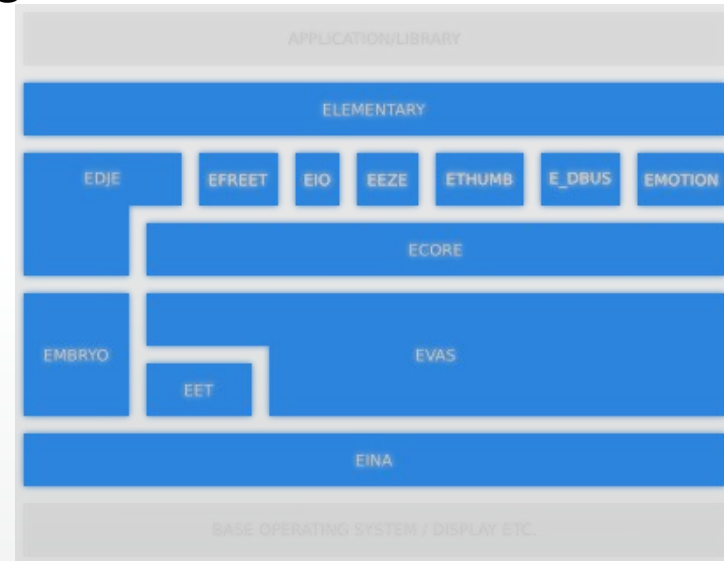 APPLICATION/LIBRARY
ELEMENTARY
EDJE EFREET EIO EEZE ETHUMB E_DBUS EMOTION
ECORE
EMBRYO EVAS
EET
EINA
BASE OPERATING SYSTEM / DISPLAY ETC.